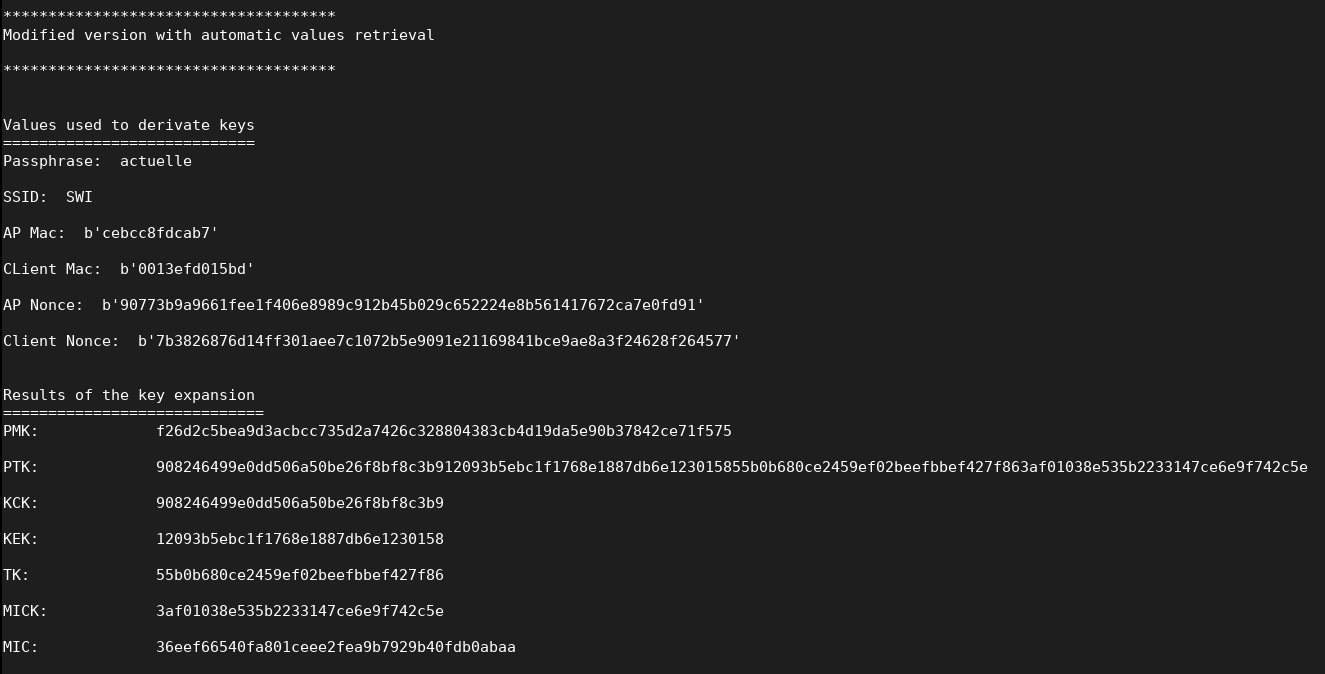 *************************************
Modified version with automatic values retrieval
*************************************
Values used to derivate keys
============================
Passphrase:  actuelle
SSID:  SWI
AP Mac:  b'cebcc8fdcab7'
CLient Mac:  b'0013efd015bd'
AP Nonce:  b'90773b9a9661fee1f406e8989c912b45b029c652224e8b561417672ca7e0fd91'
Client Nonce:  b'7b3826876d14ff301aee7c1072b5e9091e21169841bce9ae8a3f24628f264577'
Results of the key expansion
=============================
PMK:             f26d2c5bea9d3acbcc735d2a7426c328804383cb4d19da5e90b37842ce71f575
PTK:             908246499e0dd506a50be26f8bf8c3b912093b5ebc1f1768e1887db6e123015855b0b680ce2459ef02beefbbef427f863af01038e535b2233147ce6e9f742c5e
KCK:             908246499e0dd506a50be26f8bf8c3b9
KEK:             12093b5ebc1f1768e1887db6e1230158
TK:              55b0b680ce2459ef02beefbbef427f86
MICK:            3af01038e535b2233147ce6e9f742c5e
MIC:             36eef66540fa801ceee2fea9b7929b40fdb0abaa